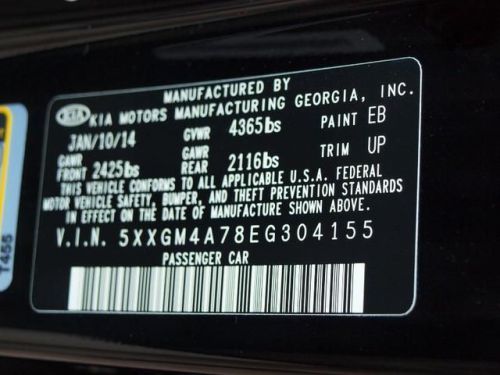 MANUFACTURED BY
KIA KIA MOTORS MANUFACTURING GEORGIA, INC.
JAN/10/14 GVWR 4365lbs PAINT EB
GAWR FRONT 2425lbs GAWR REAR 2116lbs TRIM UP
THIS VEHICLE CONFORMS TO ALL APPLICABLE U.S.A. FEDERAL
MOTOR VEHICLE SAFETY, BUMPER, AND THEFT PREVENTION STANDARDS
IN EFFECT ON THE DATE OF MANUFACTURE SHOWN ABOVE.
V.I.N. 5XXGM4A78EG304155
PASSENGER CAR
T455